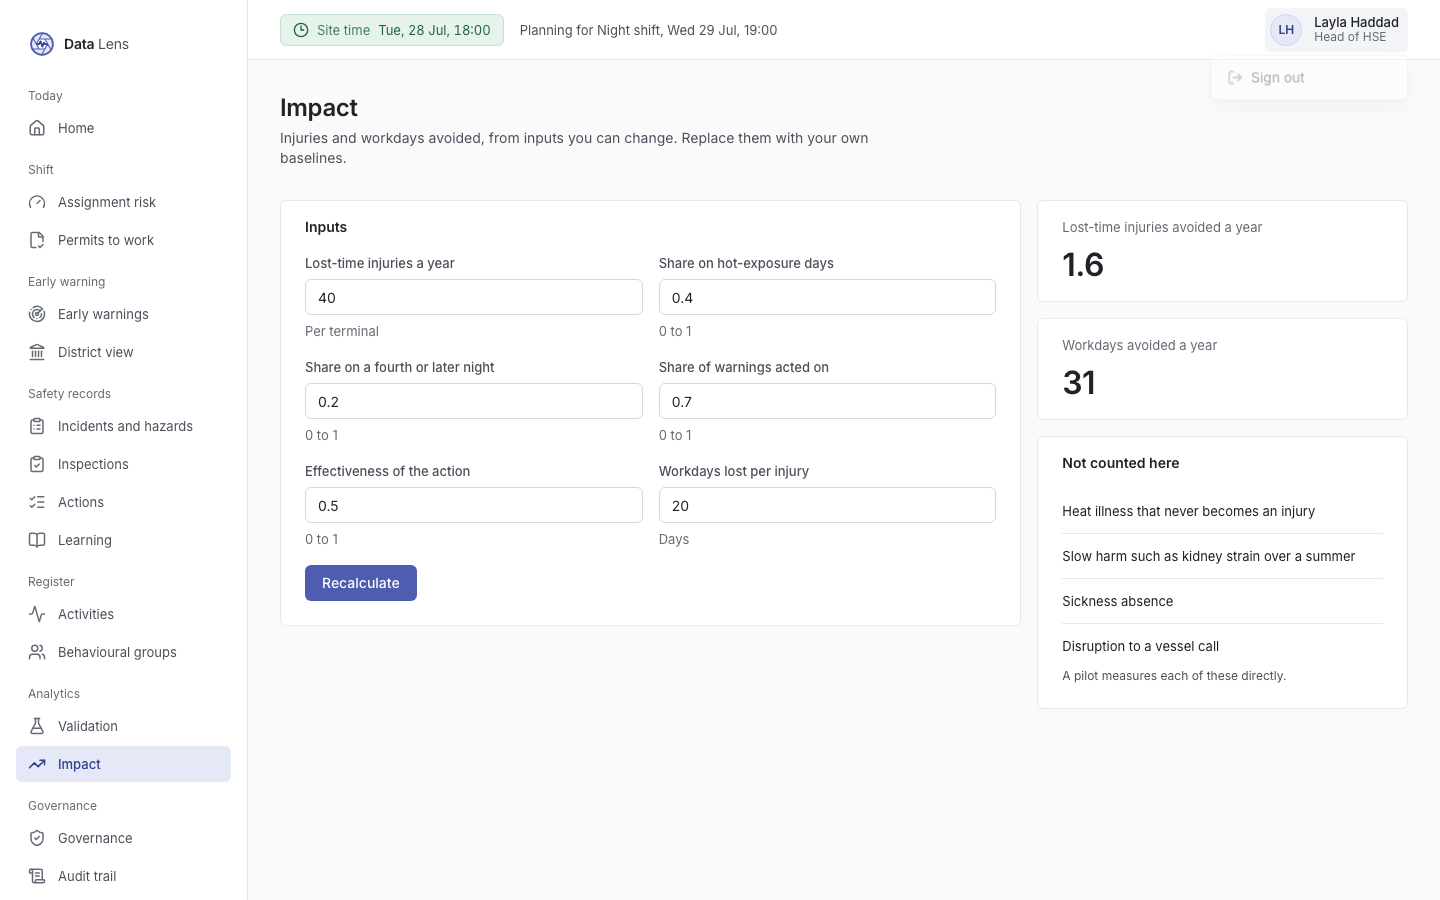 Data Lens
Today
Home
Shift
Assignment risk
Permits to work
Early warning
Early warnings
District view
Safety records
Incidents and hazards
Inspections
Actions
Learning
Register
Activities
Behavioural groups
Analytics
Validation
Impact
Governance
Governance
Audit trail
Site time Tue, 28 Jul, 18:00
Planning for Night shift, Wed 29 Jul, 19:00
LH
Layla Haddad
Head of HSE
Sign out
Impact
Injuries and workdays avoided, from inputs you can change. Replace them with your own
baselines.
Inputs
Lost-time injuries a year
40
Per terminal
Share on hot-exposure days
0.4
0 to 1
Share on a fourth or later night
0.2
0 to 1
Share of warnings acted on
0.7
0 to 1
Effectiveness of the action
0.5
0 to 1
Workdays lost per injury
20
Days
Recalculate
Lost-time injuries avoided a year
1.6
Workdays avoided a year
31
Not counted here
Heat illness that never becomes an injury
Slow harm such as kidney strain over a summer
Sickness absence
Disruption to a vessel call
A pilot measures each of these directly.